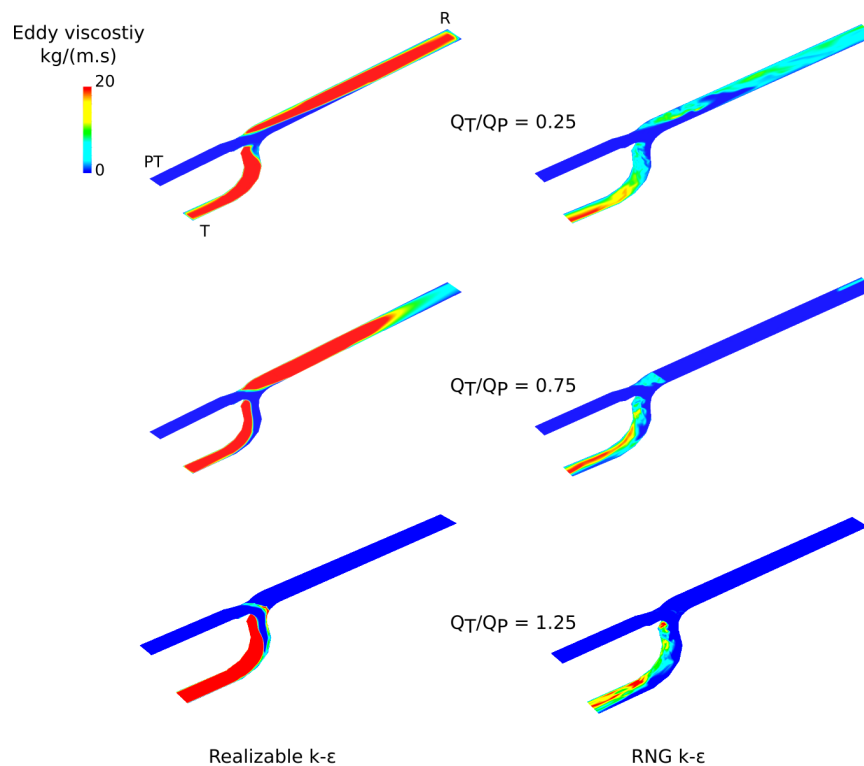 Eddy viscostiy
kg/(m.s)
20
0
R
PT
T
QT/QP = 0.25
QT/QP = 0.75
QT/QP = 1.25
Realizable k-ε
RNG k-ε